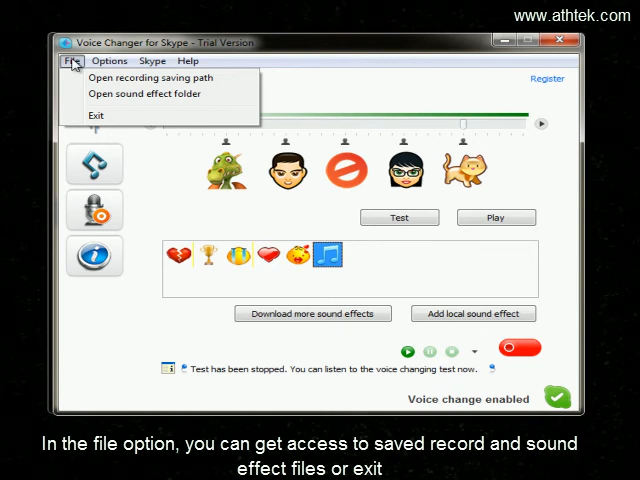 www.athtek.com
Voice Changer for Skype - Trial Version
File Options Skype Help
Open recording saving path
Register
Open sound effect folder
Exit
Test Play
Download more sound effects Add local sound effect
Test has been stopped. You can listen to the voice changing test now.
Voice change enabled
In the file option, you can get access to saved record and sound
effect files or exit